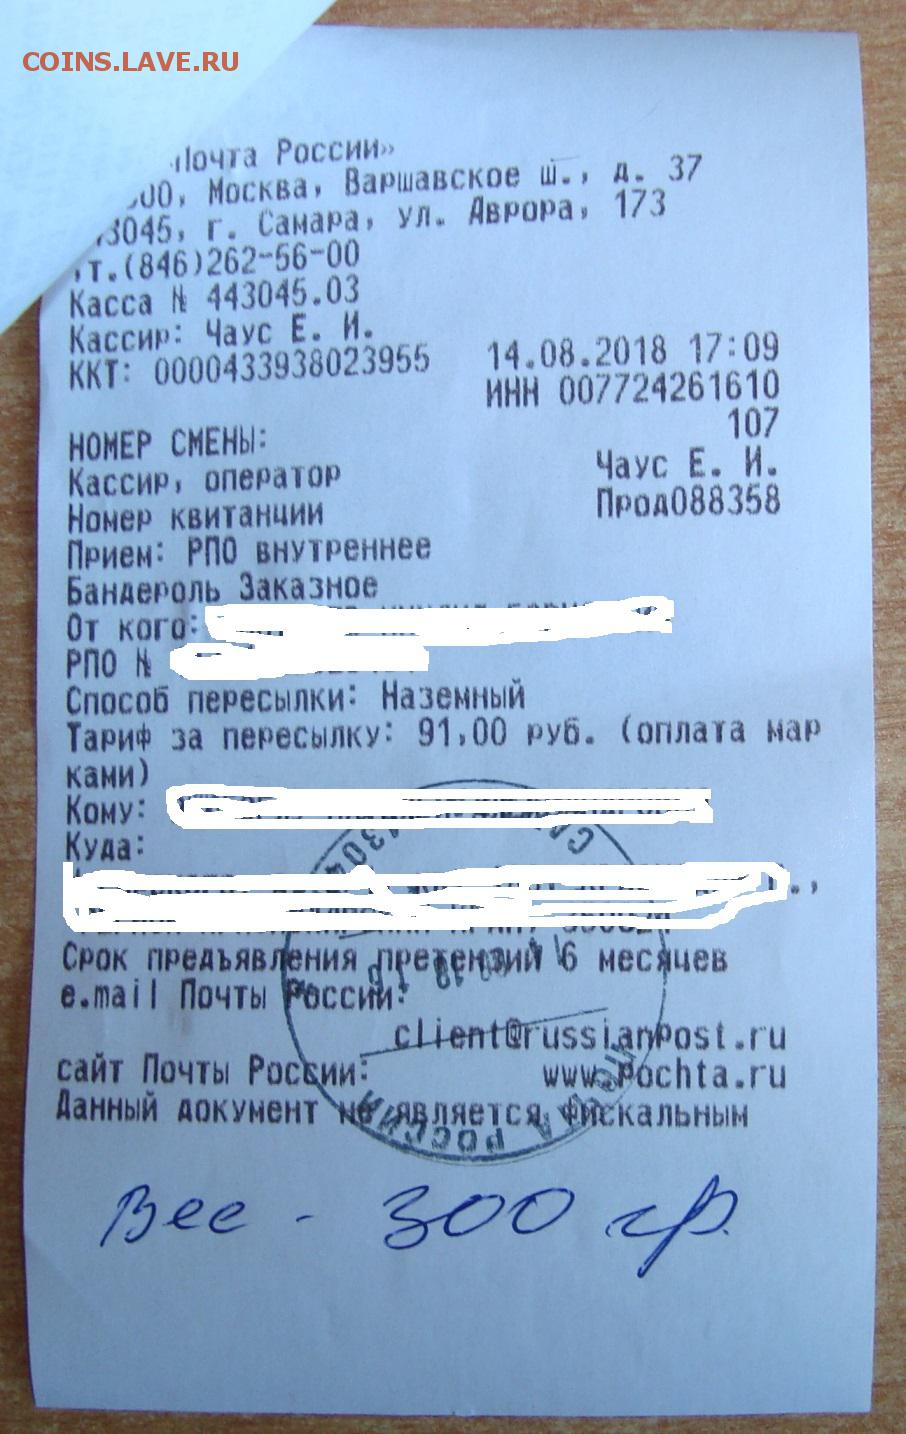 COINS.LAVE.RU
Почта России»
Москва, Варшавское ш., д. 37
г. Самара, ул. Аврора, 173
т.(846)262-56-00
Касса № 443045.03
Кассир: Чаус Е. И.
ККТ: 0000433938023955 14.08.2018 17:09
ИНН 007724261610
НОМЕР СМЕНЫ: 107
Кассир, оператор Чаус Е. И.
Номер квитанции Прод088358
Прием: РПО внутреннее
Бандероль Заказное
От кого:
РПО №
Способ пересылки: Наземный
Тариф за пересылку: 91,00 руб. (оплата мар
ками)
Кому:
Куда:
Срок предъявления претензий 6 месяцев
e.mail Почты России:
client@russianpost.ru
сайт Почты России: www.pochta.ru
Данный документ не является фискальным
ПОЧТА РОССИИ
Вес - 300 гр.